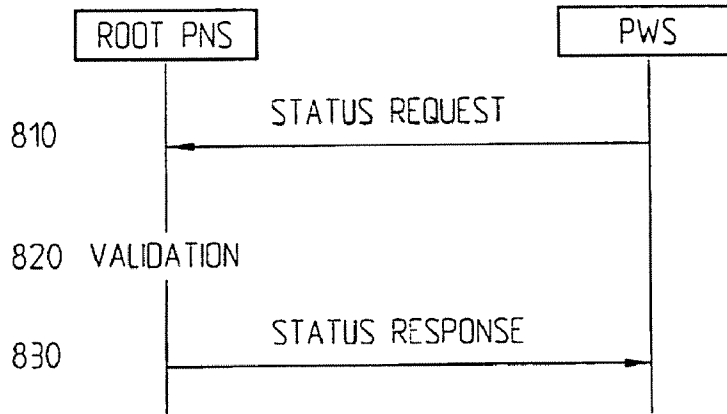 ROOT PNS
PWS
STATUS REQUEST
810
820 VALIDATION
STATUS RESPONSE
830